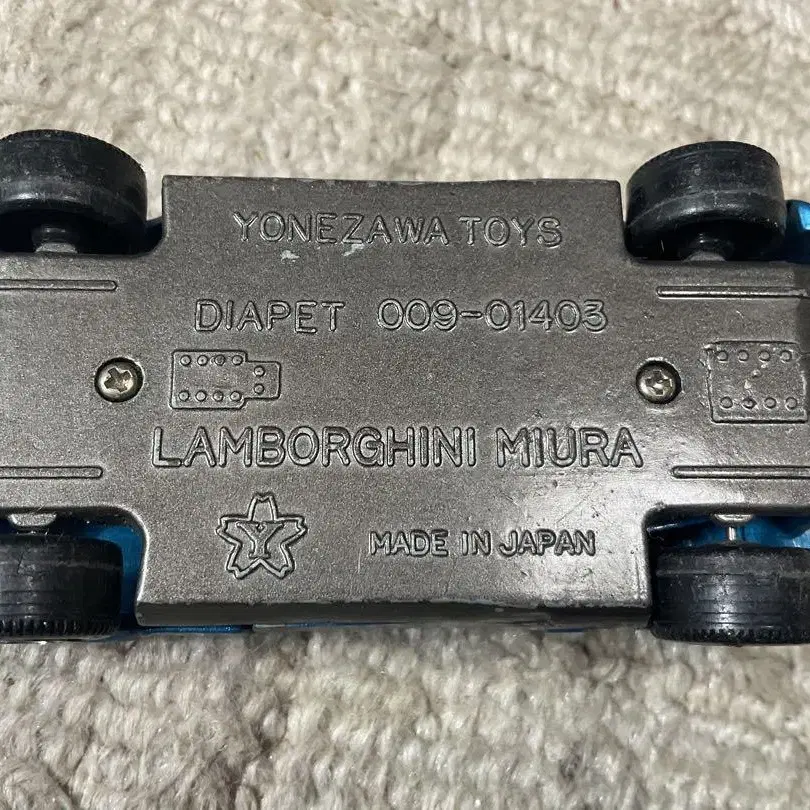 YONEZAWA TOYS
DIAPET 009-01403
LAMBORGHINI MIURA
Y
MADE IN JAPAN